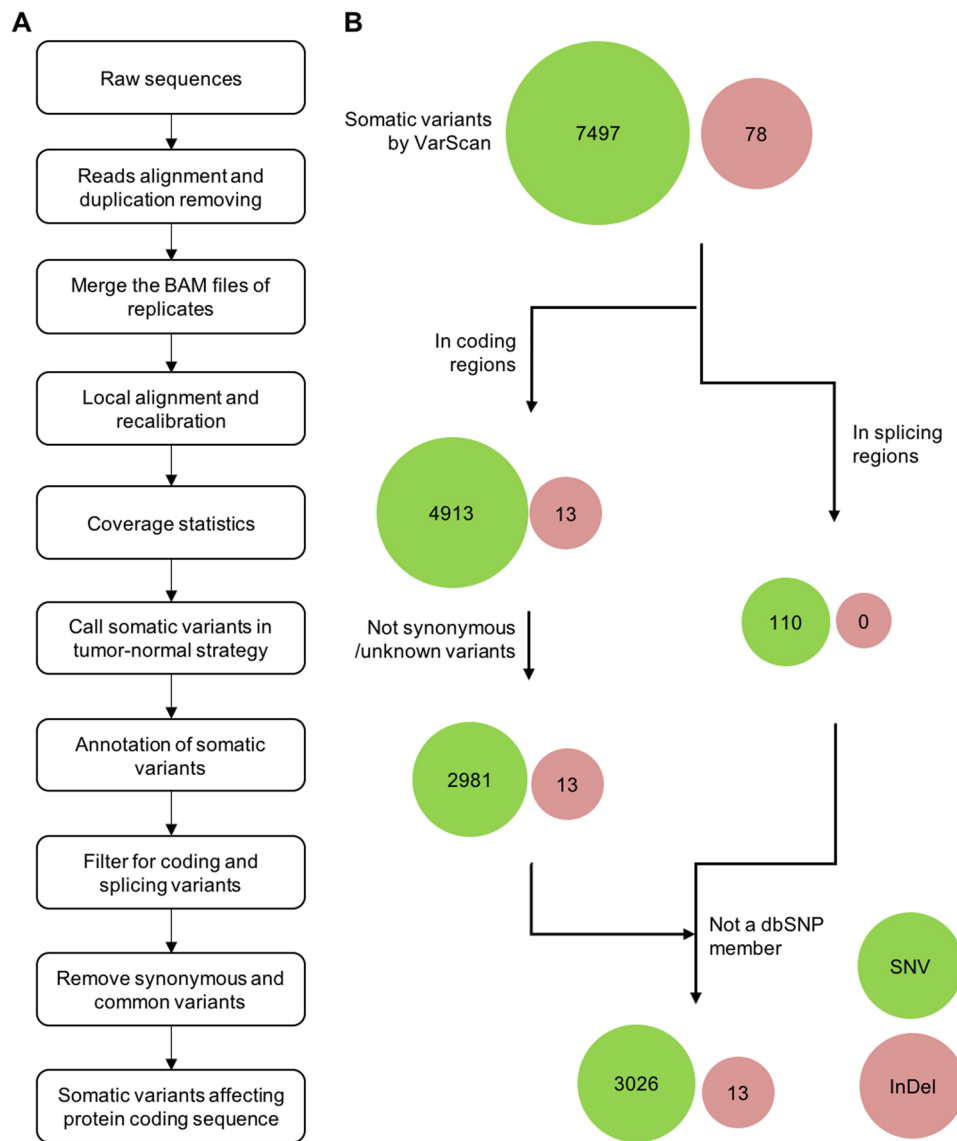 A
Raw sequences
Reads alignment and
duplication removing
Merge the BAM files of
replicates
Local alignment and
recalibration
Coverage statistics
Call somatic variants in
tumor-normal strategy
Annotation of somatic
variants
Filter for coding and
splicing variants
Remove synonymous and
common variants
Somatic variants affecting
protein coding sequence
B
Somatic variants
by VarScan
7497
78
In coding
regions
In splicing
regions
4913
13
110
0
Not synonymous
/unknown variants
2981
13
Not a dbSNP
member
3026
13
SNV
InDel